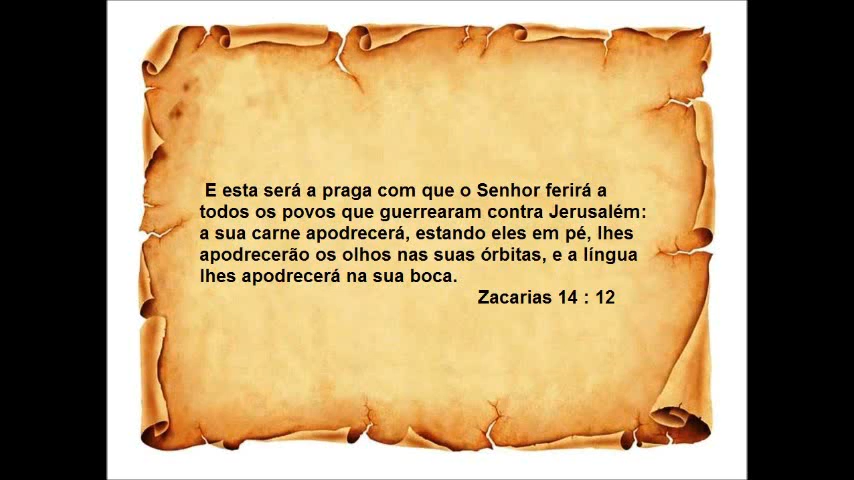 E esta será a praga com que o Senhor ferirá a
todos os povos que guerrearam contra Jerusalém:
a sua carne apodrecerá, estando eles em pé, lhes
apodrecerão os olhos nas suas órbitas, e a língua
lhes apodrecerá na sua boca.
Zacarias 14 : 12